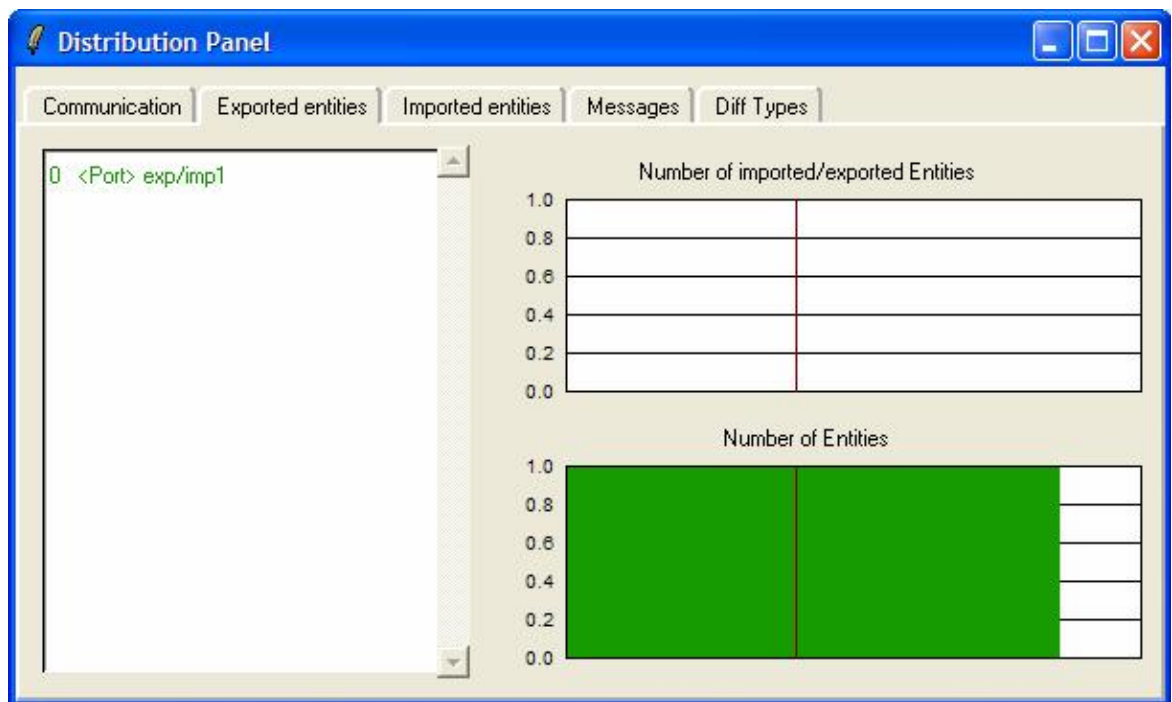 Distribution Panel
Communication Exported entities Imported entities Messages Diff Types
0 <Port> exp/imp1
Number of imported/exported Entities
1.0
0.8
0.6
0.4
0.2
0.0
Number of Entities
1.0
0.8
0.6
0.4
0.2
0.0